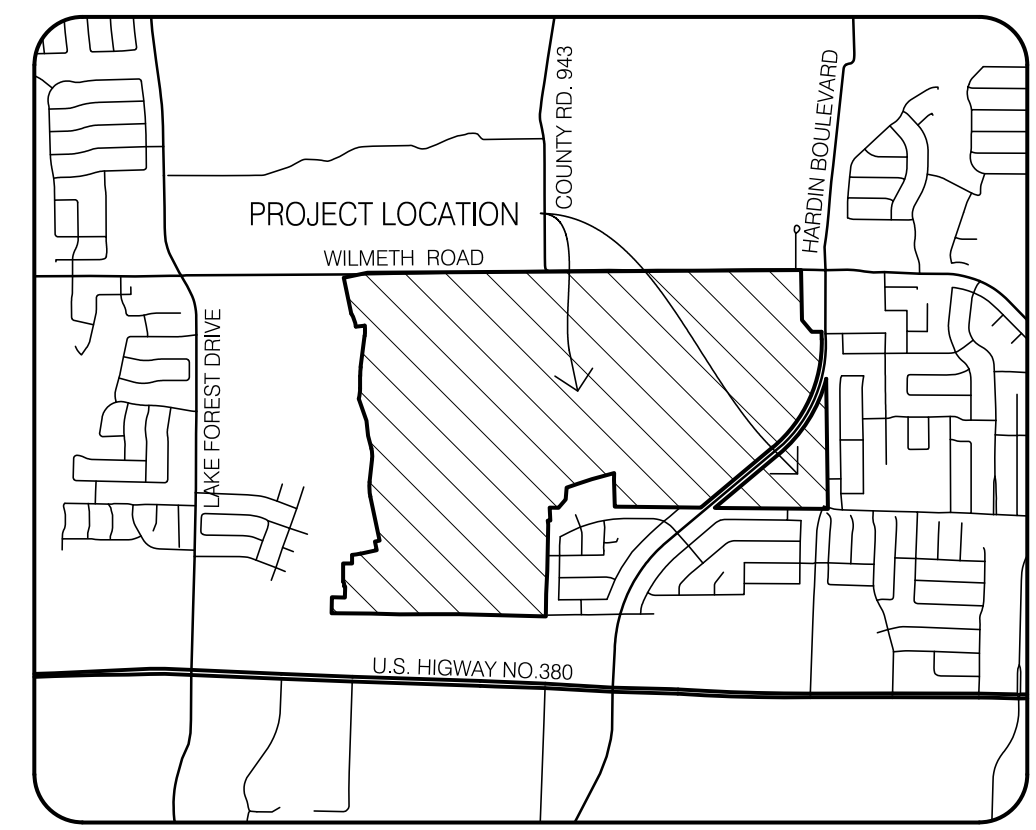 COUNTY RD. 943
HARDIN BOULEVARD
PROJECT LOCATION
WILMETH ROAD
LAKE FOREST DRIVE
U.S. HIGWAY NO.380